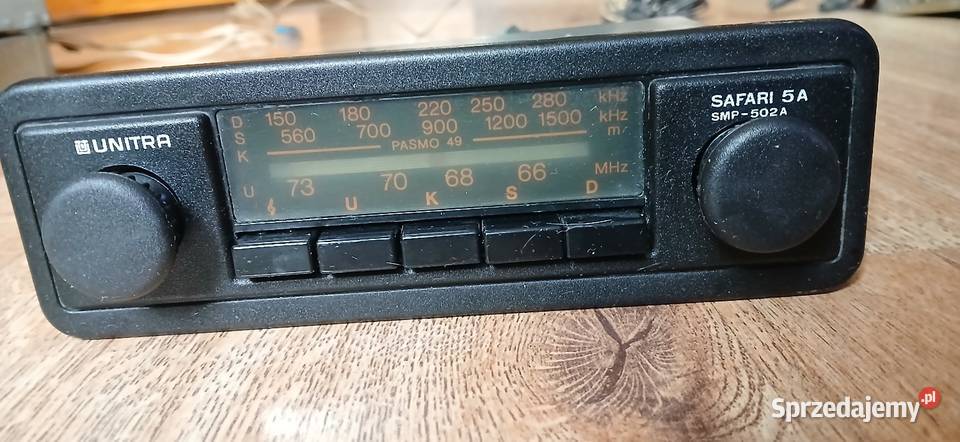 UNITRA
D 150 180 220 250 280 kHz
S 560 700 900 1200 1500 kHz
K PASMO 49 m
U 73 70 68 66 MHz
U K S D
SAFARI 5A
SMP-502A
Sprzedajemy.pl